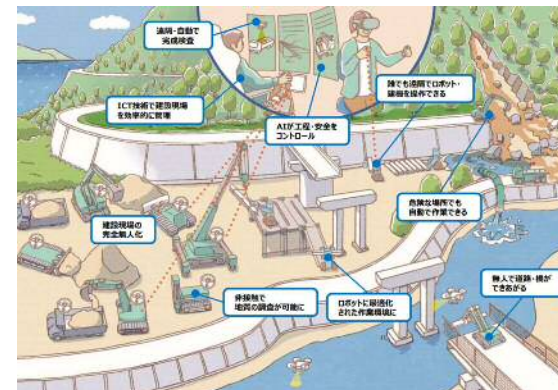 遠隔・自動で
完成検査
ICT技術で建設現場
を効率的に管理
AIが工程・安全を
コントロール
誰でも遠隔でロボット・
建機を操作できる
危険な場所でも
自動で作業できる
建設現場の
完全無人化
非接触で
地質の調査が可能に
ロボットに最適化
された作業環境に
無人で道路・橋が
できあがる